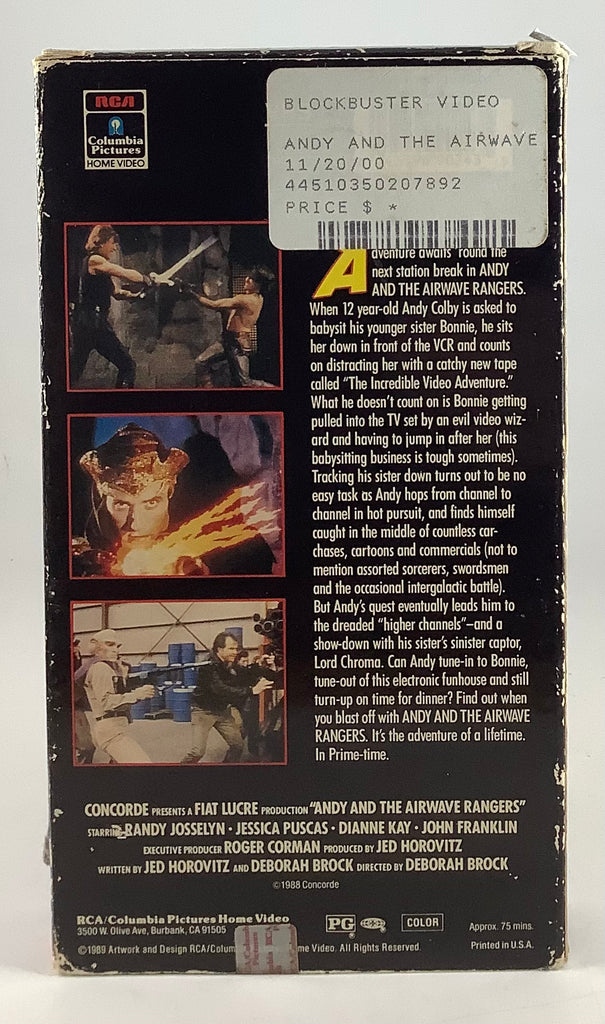 RCA
Columbia
Pictures
HOME VIDEO
BLOCKBUSTER VIDEO
ANDY AND THE AIRWAVE
11/20/00
44510350207892
PRICE $ *
Adventure awaits 'round the
next station break in ANDY
AND THE AIRWAVE RANGERS.
When 12 year-old Andy Colby is asked to
babysit his younger sister Bonnie, he sits
her down in front of the VCR and counts
on distracting her with a catchy new tape
called "The Incredible Video Adventure."
What he doesn't count on is Bonnie getting
pulled into the TV set by an evil video wiz-
ard and having to jump in after her (this
babysitting business is tough sometimes).
Tracking his sister down turns out to be no
easy task as Andy hops from channel to
channel in hot pursuit, and finds himself
caught in the middle of countless car-
chases, cartoons and commercials (not to
mention assorted sorcerers, swordsmen
and the occasional intergalactic battle).
But Andy's quest eventually leads him to
the dreaded "higher channels"–and a
show-down with his sister's sinister captor,
Lord Chroma. Can Andy tune-in to Bonnie,
tune-out of this electronic funhouse and still
turn-up on time for dinner? Find out when
you blast off with ANDY AND THE AIRWAVE
RANGERS. It's the adventure of a lifetime.
In Prime-time.
CONCORDE PRESENTS A FIAT LUCRE PRODUCTION "ANDY AND THE AIRWAVE RANGERS"
STARRING RANDY JOSSELYN · JESSICA PUSCAS · DIANNE KAY · JOHN FRANKLIN
EXECUTIVE PRODUCER ROGER CORMAN PRODUCED BY JED HOROVITZ
WRITTEN BY JED HOROVITZ AND DEBORAH BROCK DIRECTED BY DEBORAH BROCK
©1988 Concorde
RCA/Columbia Pictures Home Video
3500 W. Olive Ave, Burbank, CA 91505
PG COLOR Approx. 75 mins.
©1989 Artwork and Design RCA/Colum me Video. All Rights Reserved. Printed in U.S.A.